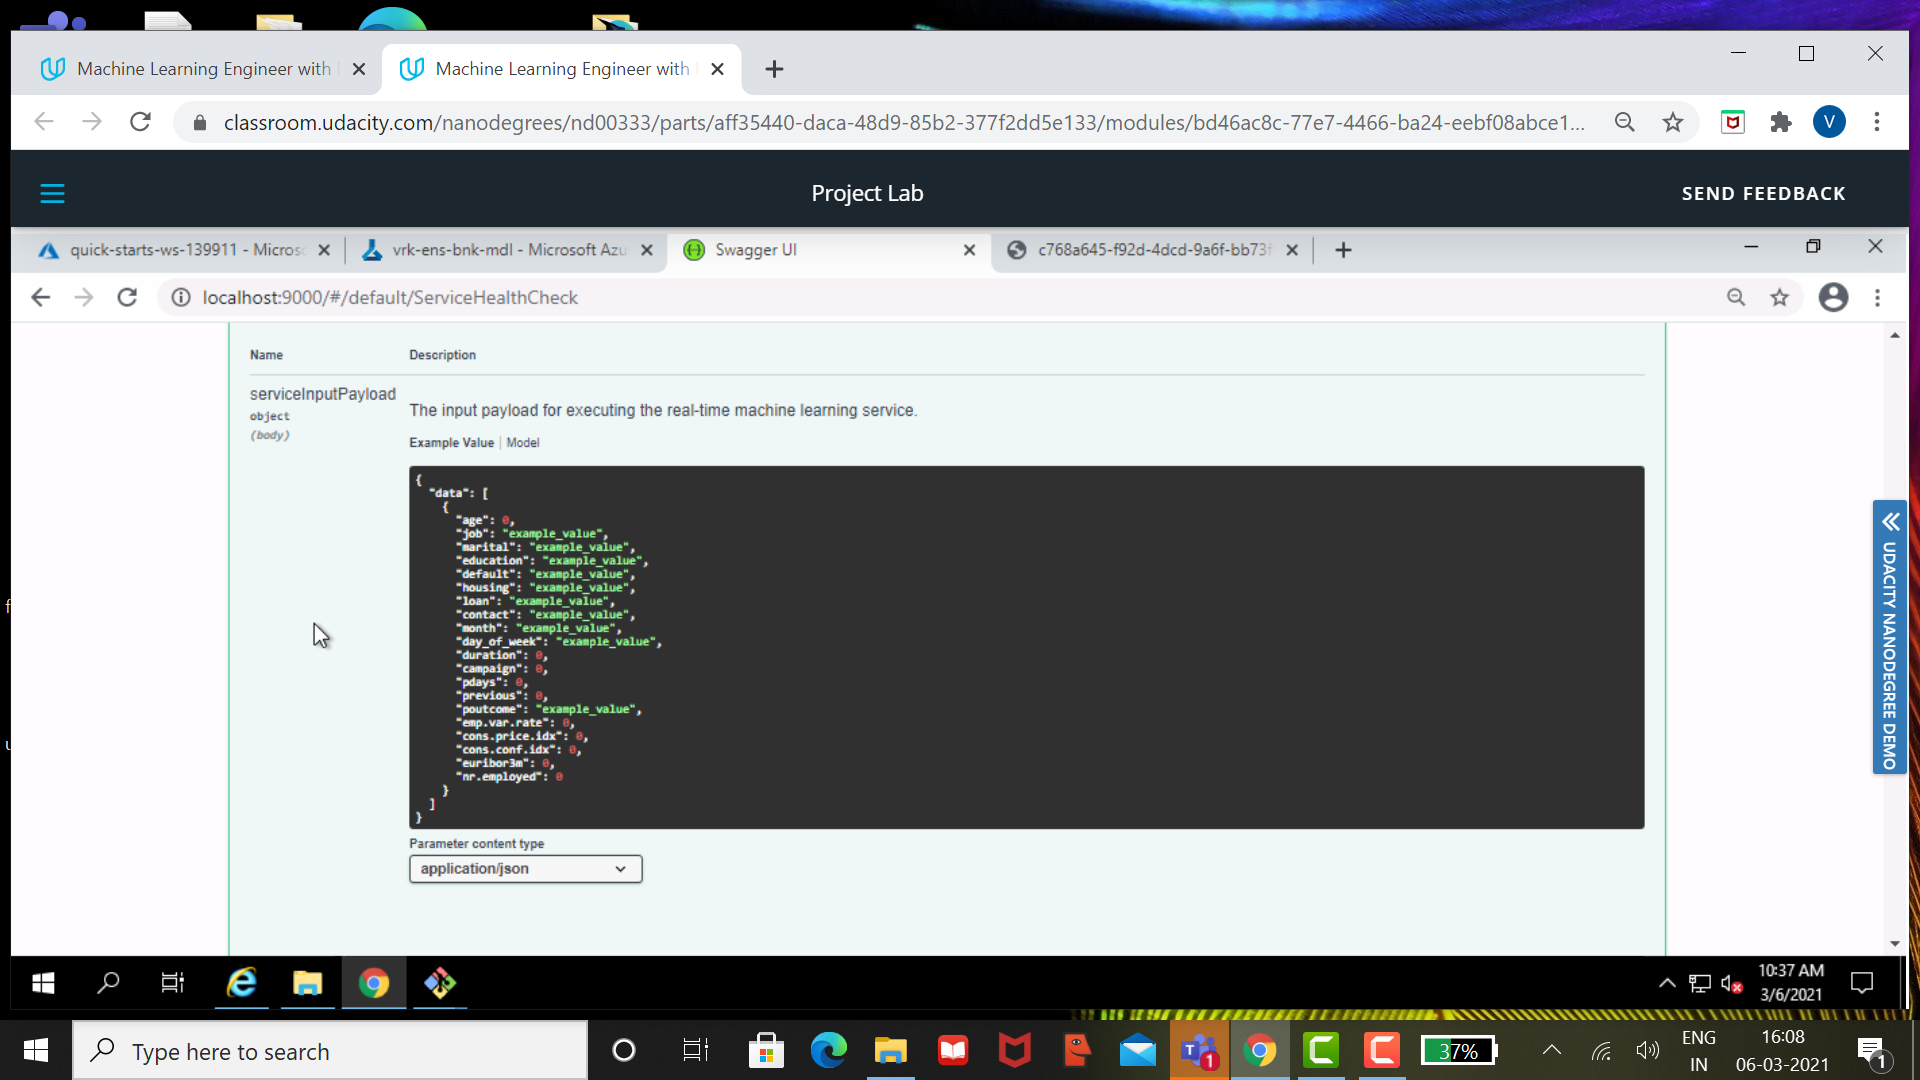 Machine Learning Engineer with
Machine Learning Engineer with
classroom.udacity.com/nanodegrees/nd00333/parts/aff35440-daca-48d9-85b2-377f2dd5e133/modules/bd46ac8c-77e7-4466-ba24-eebf08abce1...
V
Project Lab
SEND FEEDBACK
quick-starts-ws-139911 - Micros
vrk-ens-bnk-mdl - Microsoft Azu
Swagger UI
c768a645-f92d-4dcd-9a6f-bb73f
localhost:9000/#/default/ServiceHealthCheck
Name
Description
serviceInputPayload
object
(body)
The input payload for executing the real-time machine learning service.
Example Value | Model
{
"data": [
{
"age": 0,
"job": "example_value",
"marital": "example_value",
"education": "example_value",
"default": "example_value",
"housing": "example_value",
"loan": "example_value",
"contact": "example_value",
"month": "example_value",
"day_of_week": "example_value",
"duration": 0,
"campaign": 0,
"pdays": 0,
"previous": 0,
"poutcome": "example_value",
"emp.var.rate": 0,
"cons.price.idx": 0,
"cons.conf.idx": 0,
"euribor3m": 0,
"nr.employed": 0
}
]
}
Parameter content type
application/json
UDACITY NANODEGREE DEMO
10:37 AM
3/6/2021
Type here to search
1
37%
ENG
IN
16:08
06-03-2021
1